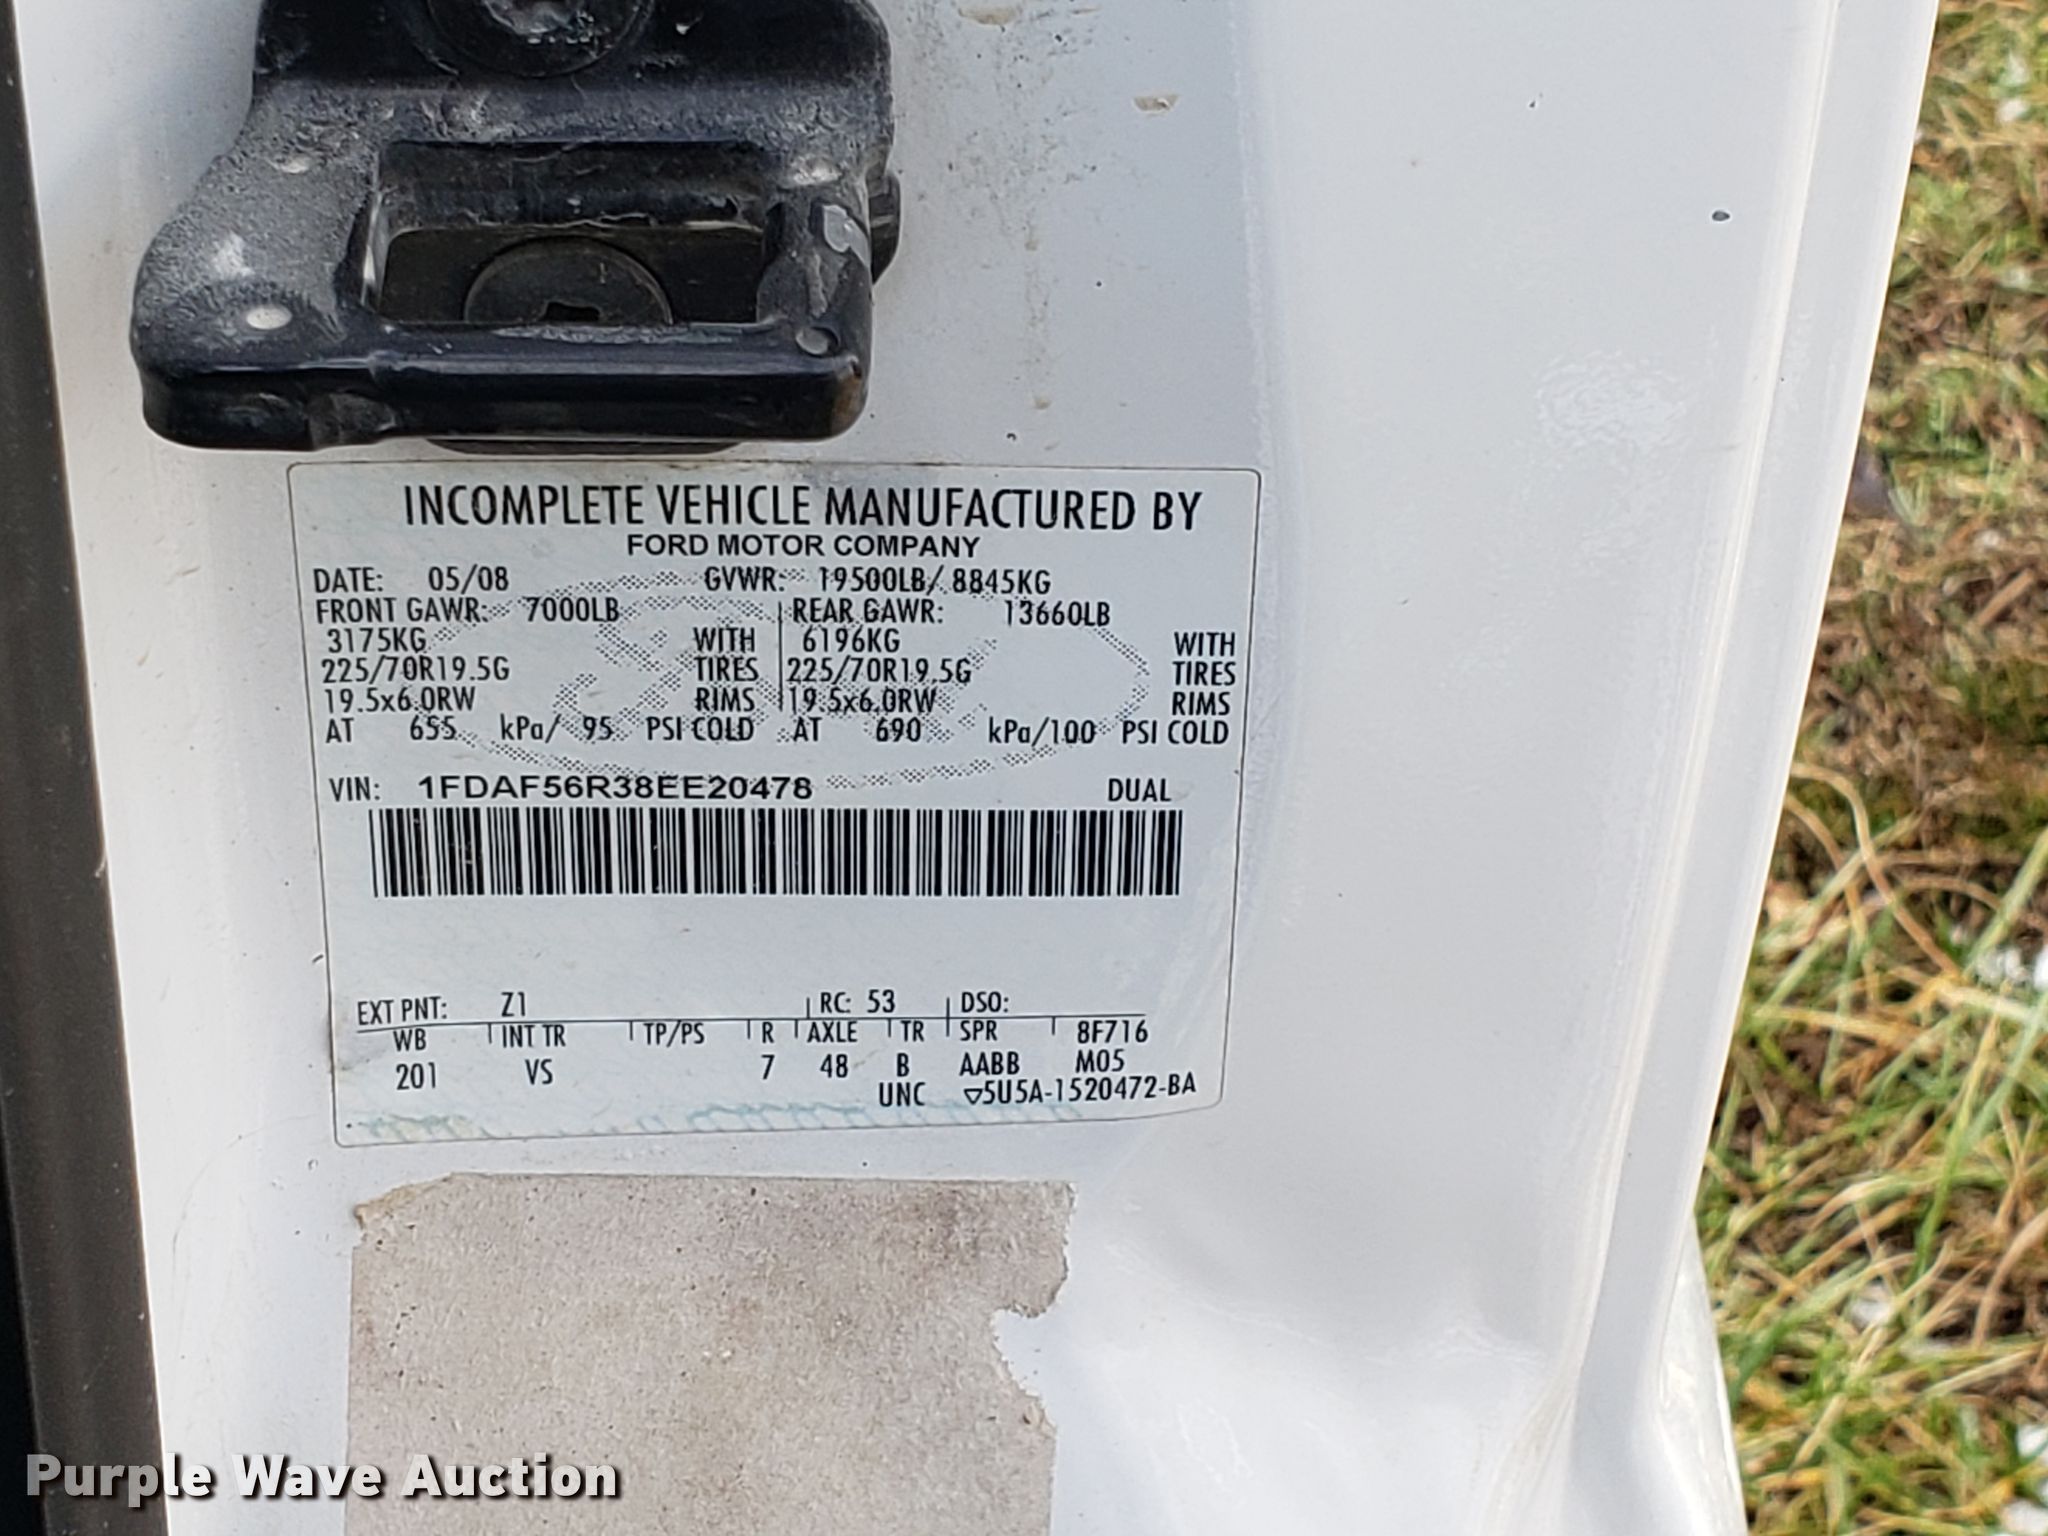 INCOMPLETE VEHICLE MANUFACTURED BY
FORD MOTOR COMPANY
DATE: 05/08 GVWR: 19500LB/ 8845KG
FRONT GAWR: 7000LB REAR GAWR: 13660LB
3175KG WITH 6196KG WITH
225/70R19.5G TIRES 225/70R19.5G TIRES
19.5x6.0RW RIMS 19.5x6.0RW RIMS
AT 655 kPa/ 95 PSI COLD AT 690 kPa/100 PSI COLD
VIN: 1FDAF56R38EE20478 DUAL
EXT PNT: Z1 RC: 53 DSO:
WB INT TR TP/PS R AXLE TR SPR 8F716
201 VS 7 48 B AABB M05
UNC ▽5U5A-1520472-BA
Purple Wave Auction